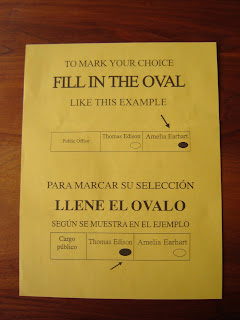 TO MARK YOUR CHOICE
FILL IN THE OVAL
LIKE THIS EXAMPLE
Public Office Thomas Edison Amelia Earhart
PARA MARCAR SU SELECCIÓN
LLENE EL OVALO
SEGÚN SE MUESTRA EN EL EJEMPLO
Cargo Thomas Edison Amelia Earhart
público